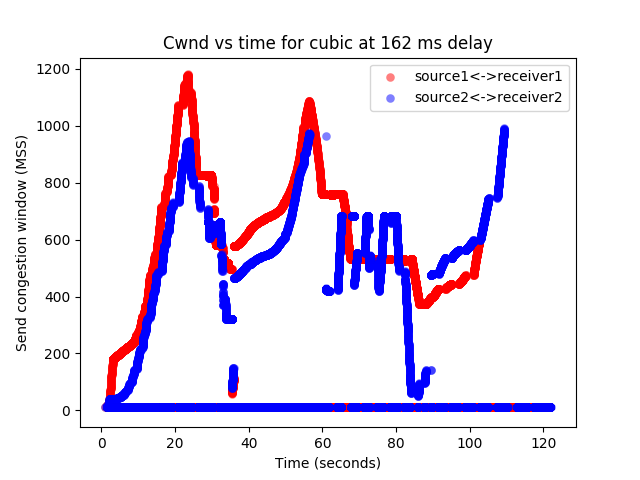 Cwnd vs time for cubic at 162 ms delay
source1<->receiver1
source2<->receiver2
Send congestion window (MSS)
1200
1000
800
600
400
200
0
0 20 40 60 80 100 120
Time (seconds)